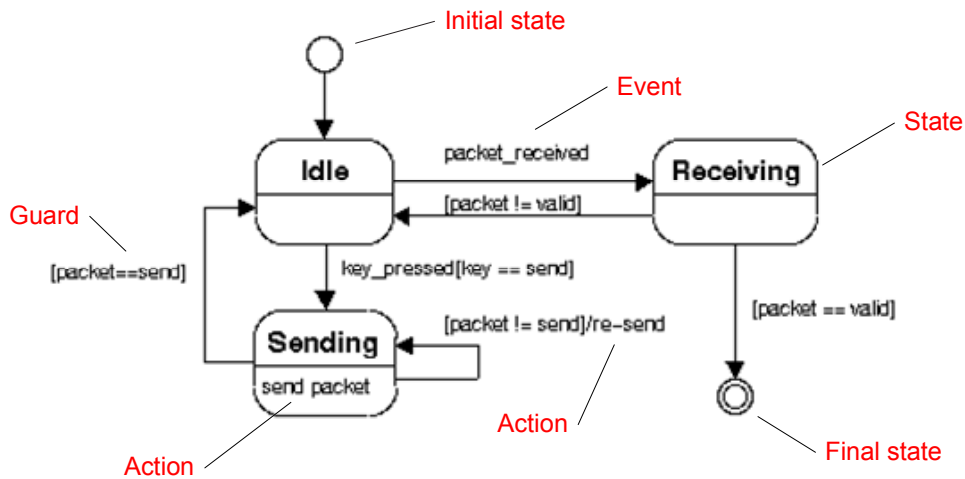 Initial state
Event
State
packet_received
Idle
Receiving
[packet != valid]
Guard
[packet==send]
key_pressed[key == send]
[packet == valid]
[packet != send]/re-send
Sending
send packet
Action
Action
Final state